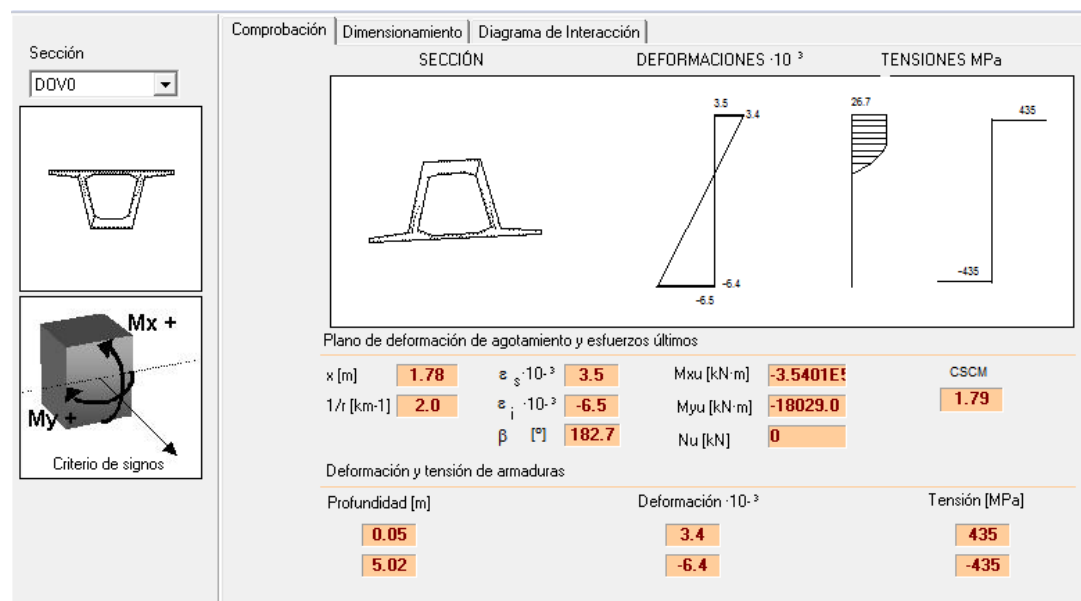 Comprobación Dimensionamiento Diagrama de Interacción
Sección
DOV0
SECCIÓN DEFORMACIONES ·10 ³ TENSIONES MPa
3.5
3.4
-6.4
-6.5
26.7
435
-435
Mx +
My +
Criterio de signos
Plano de deformación de agotamiento y esfuerzos últimos
x [m] 1.78 ε s ·10-³ 3.5 Mxu [kN·m] -3.5401E5 CSCM
1/r [km-1] 2.0 ε i ·10-³ -6.5 Myu [kN·m] -18029.0 1.79
β [º] 182.7 Nu [kN] 0
Deformación y tensión de armaduras
Profundidad [m] Deformación ·10-³ Tensión [MPa]
0.05 3.4 435
5.02 -6.4 -435